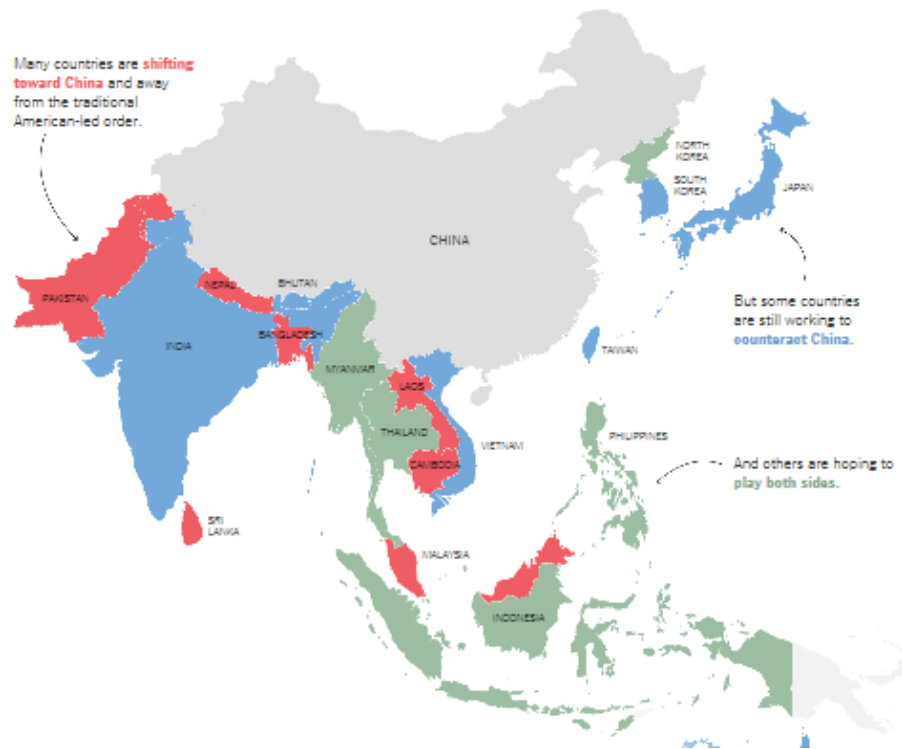 Many countries are shifting
toward China and away
from the traditional
American-led order.
NORTH
KOREA
SOUTH
KOREA
JAPAN
CHINA
PAKISTAN
NEPAL
BHUTAN
BANGLADESH
INDIA
But some countries
are still working to
counteract China.
TAIWAN
MYANMAR
LAOS
THAILAND
VIETNAM
CAMBODIA
PHILIPPINES
And others are hoping to
play both sides.
SRI
LANKA
MALAYSIA
INDONESIA